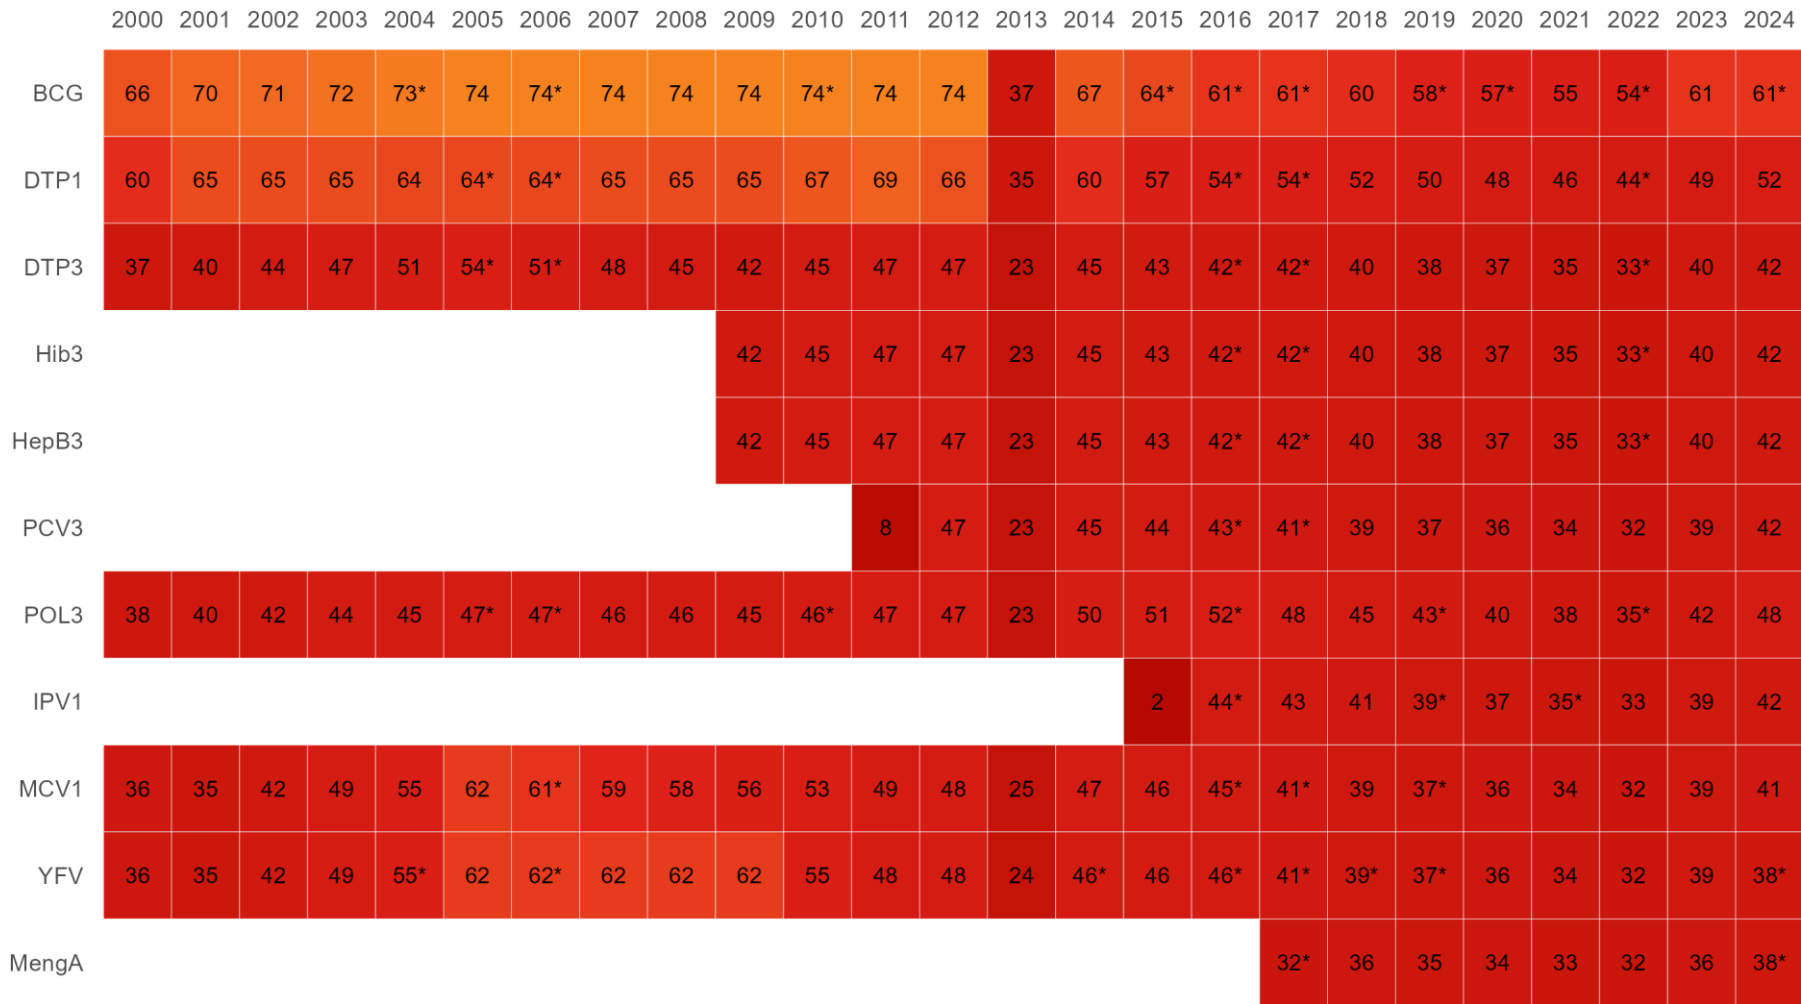 2000 2001 2002 2003 2004 2005 2006 2007 2008 2009 2010 2011 2012 2013 2014 2015 2016 2017 2018 2019 2020 2021 2022 2023 2024
BCG 66 70 71 72 73* 74 74* 74 74 74 74* 74 74 37 67 64* 61* 61* 60 58* 57* 55 54* 61 61*
DTP1 60 65 65 65 64 64* 64* 65 65 65 67 69 66 35 60 57 54* 54* 52 50 48 46 44* 49 52
DTP3 37 40 44 47 51 54* 51* 48 45 42 45 47 47 23 45 43 42* 42* 40 38 37 35 33* 40 42
Hib3 42 45 47 47 23 45 43 42* 42* 40 38 37 35 33* 40 42
HepB3 42 45 47 47 23 45 43 42* 42* 40 38 37 35 33* 40 42
PCV3 8 47 23 45 44 43* 41* 39 37 36 34 32 39 42
POL3 38 40 42 44 45 47* 47* 46 46 45 46* 47 47 23 50 51 52* 48 45 43* 40 38 35* 42 48
IPV1 2 44* 43 41 39* 37 35* 33 39 42
MCV1 36 35 42 49 55 62 61* 59 58 56 53 49 48 25 47 46 45* 41* 39 37* 36 34 32 39 41
YFV 36 35 42 49 55* 62 62* 62 62 62 55 48 48 24 46* 46 46* 41* 39* 37* 36 34 32 39 38*
MengA 32* 36 35 34 33 32 36 38*